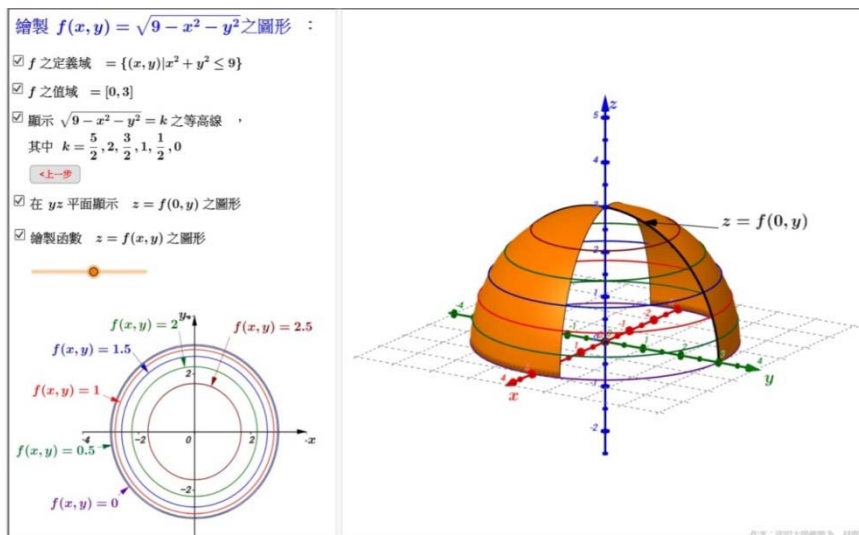 繪製 f(x, y) = √(9 − x² − y²) 之圖形 :
f 之定義域 = {(x, y)|x² + y² ≤ 9}
f 之值域 = [0, 3]
顯示 √(9 − x² − y²) = k 之等高線 ,
其中 k = 5/2, 2, 3/2, 1, 1/2, 0
<上一步
在 yz 平面顯示 z = f(0, y) 之圖形
繪製函數 z = f(x, y) 之圖形
y
f(x, y) = 2
f(x, y) = 2.5
f(x, y) = 1.5
f(x, y) = 1
f(x, y) = 0.5
f(x, y) = 0
2
-4
-2
0
2
x
-2
z
5
4
3
2
1
-1
-2
z = f(0, y)
x
y